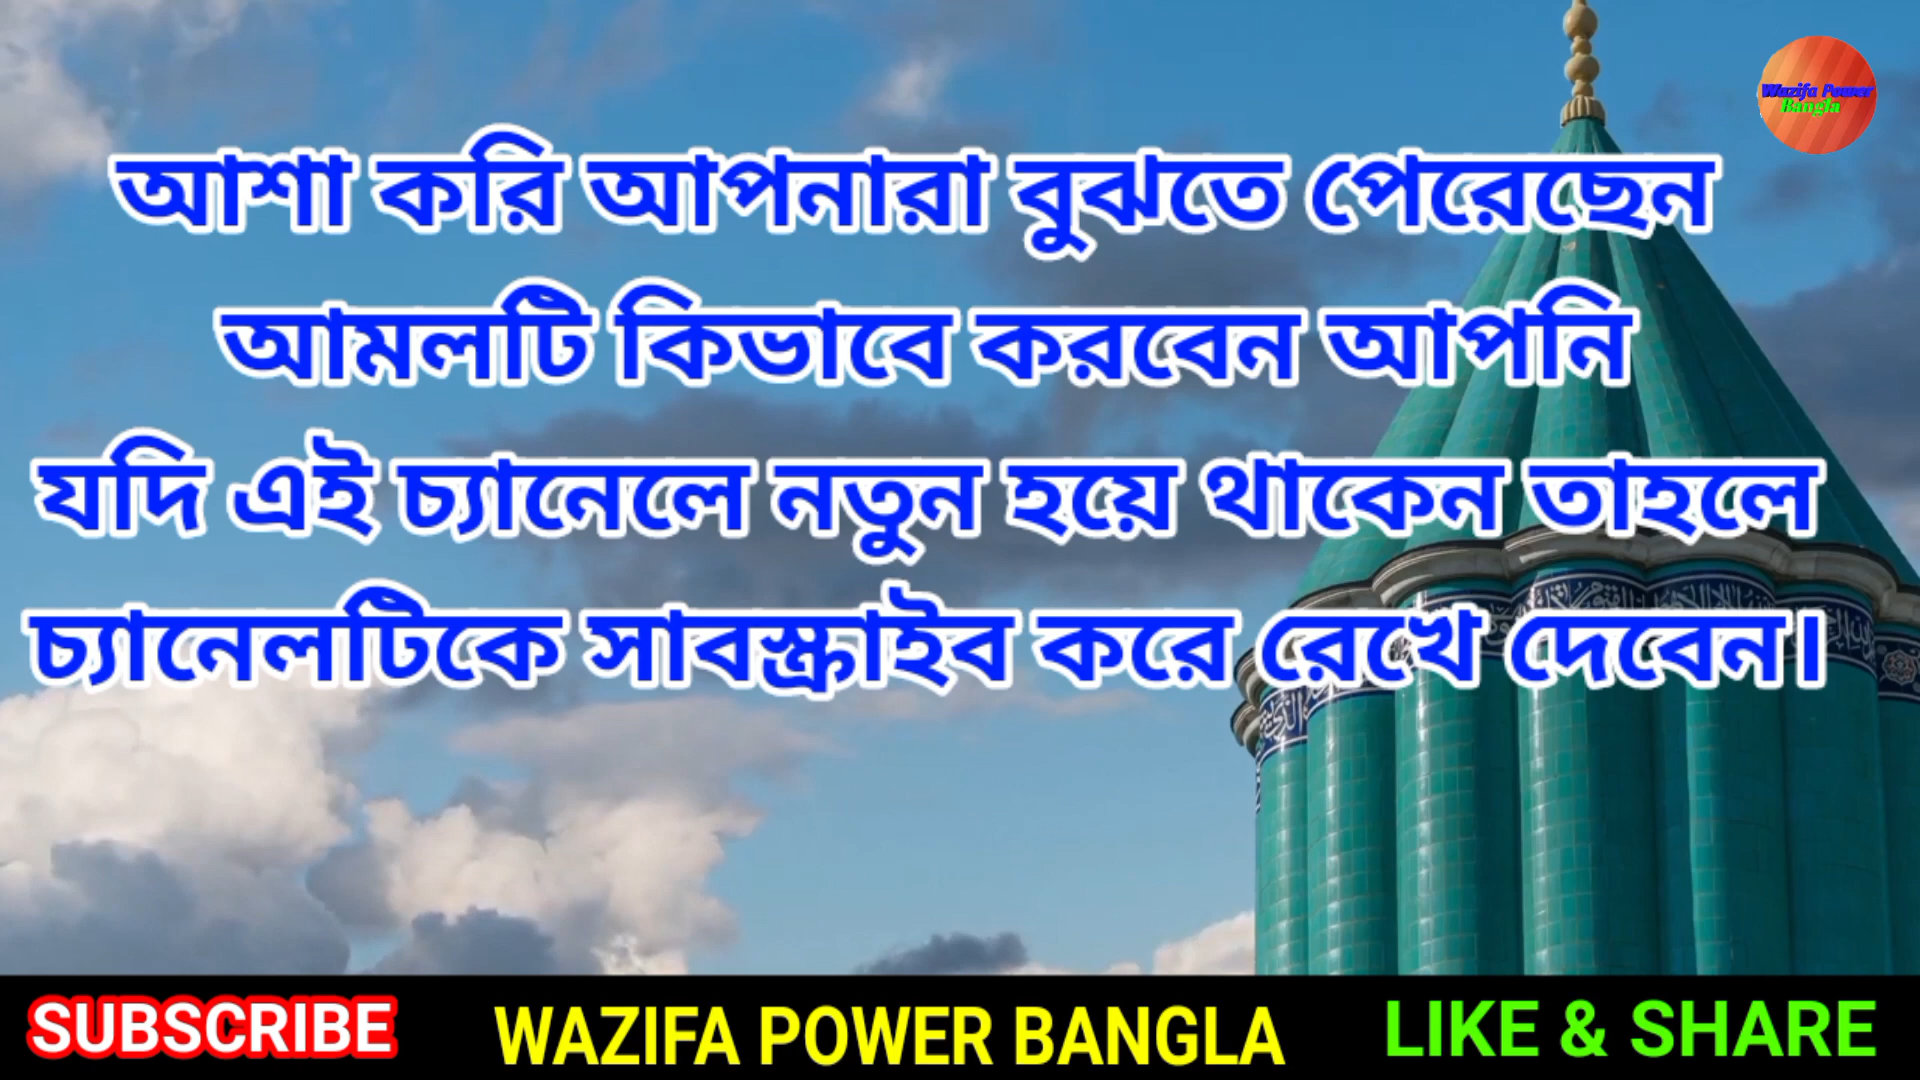 Wazifa Power
Bangla
আশা করি আপনারা বুঝতে পেরেছেন
আমলটি কিভাবে করবেন আপনি
যদি এই চ্যানেলে নতুন হয়ে থাকেন তাহলে
চ্যানেলটিকে সাবস্ক্রাইব করে রেখে দেবেন।
SUBSCRIBE
WAZIFA POWER BANGLA
LIKE & SHARE